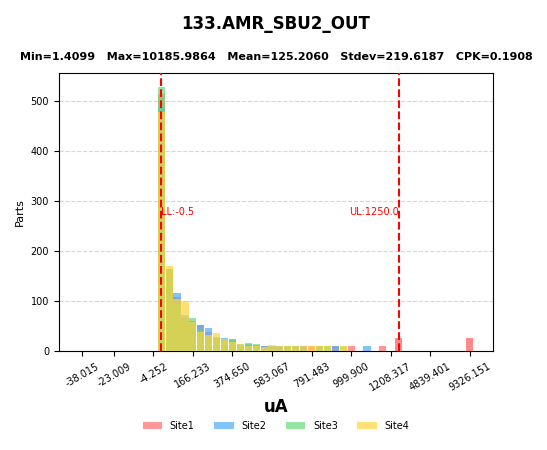 133.AMR_SBU2_OUT
Min=1.4099 Max=10185.9864 Mean=125.2060 Stdev=219.6187 CPK=0.1908
500
400
300
200
100
0
Parts
LL:-0.5
UL:1250.0
-38.015
-23.009
-4.252
166.233
374.650
583.067
791.483
999.900
1208.317
4839.401
9326.151
uA
Site1 Site2 Site3 Site4